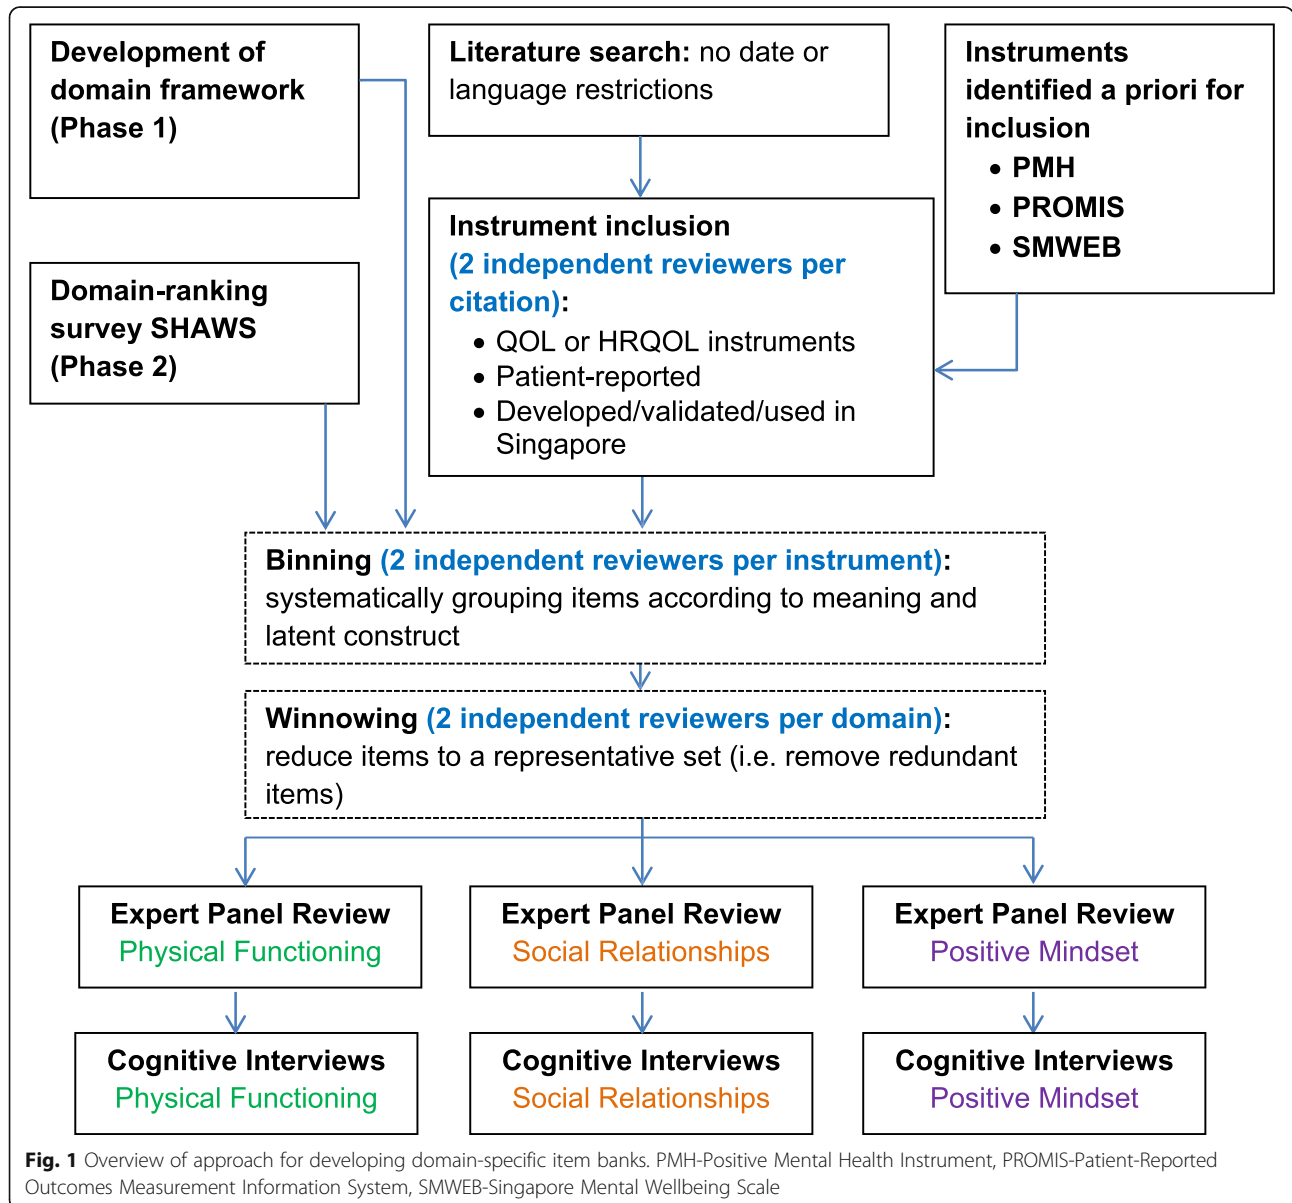 Development of
domain framework
(Phase 1)
Literature search: no date or
language restrictions
Instruments
identified a priori for
inclusion
• PMH
• PROMIS
• SMWEB
Instrument inclusion
(2 independent reviewers per
citation):
• QOL or HRQOL instruments
• Patient-reported
• Developed/validated/used in
Singapore
Domain-ranking
survey SHAWS
(Phase 2)
Binning (2 independent reviewers per instrument):
systematically grouping items according to meaning and
latent construct
Winnowing (2 independent reviewers per domain):
reduce items to a representative set (i.e. remove redundant
items)
Expert Panel Review
Physical Functioning
Expert Panel Review
Social Relationships
Expert Panel Review
Positive Mindset
Cognitive Interviews
Physical Functioning
Cognitive Interviews
Social Relationships
Cognitive Interviews
Positive Mindset
Fig. 1 Overview of approach for developing domain-specific item banks. PMH-Positive Mental Health Instrument, PROMIS-Patient-Reported
Outcomes Measurement Information System, SMWEB-Singapore Mental Wellbeing Scale